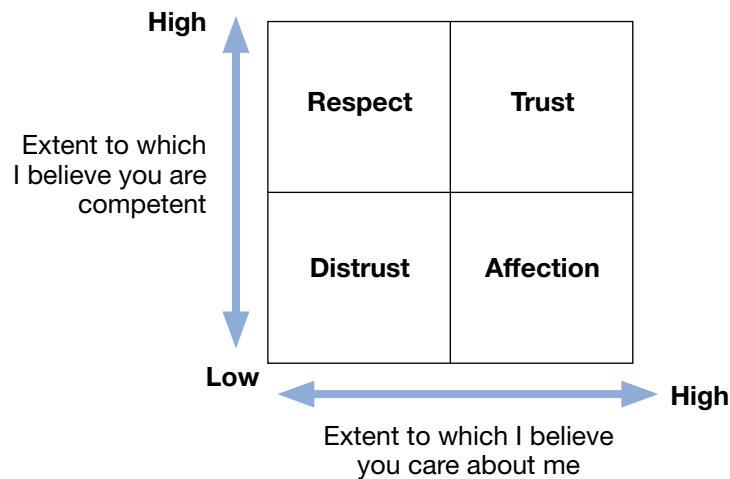 High
Respect Trust
Extent to which
I believe you are
competent
Distrust Affection
Low
High
Extent to which I believe
you care about me